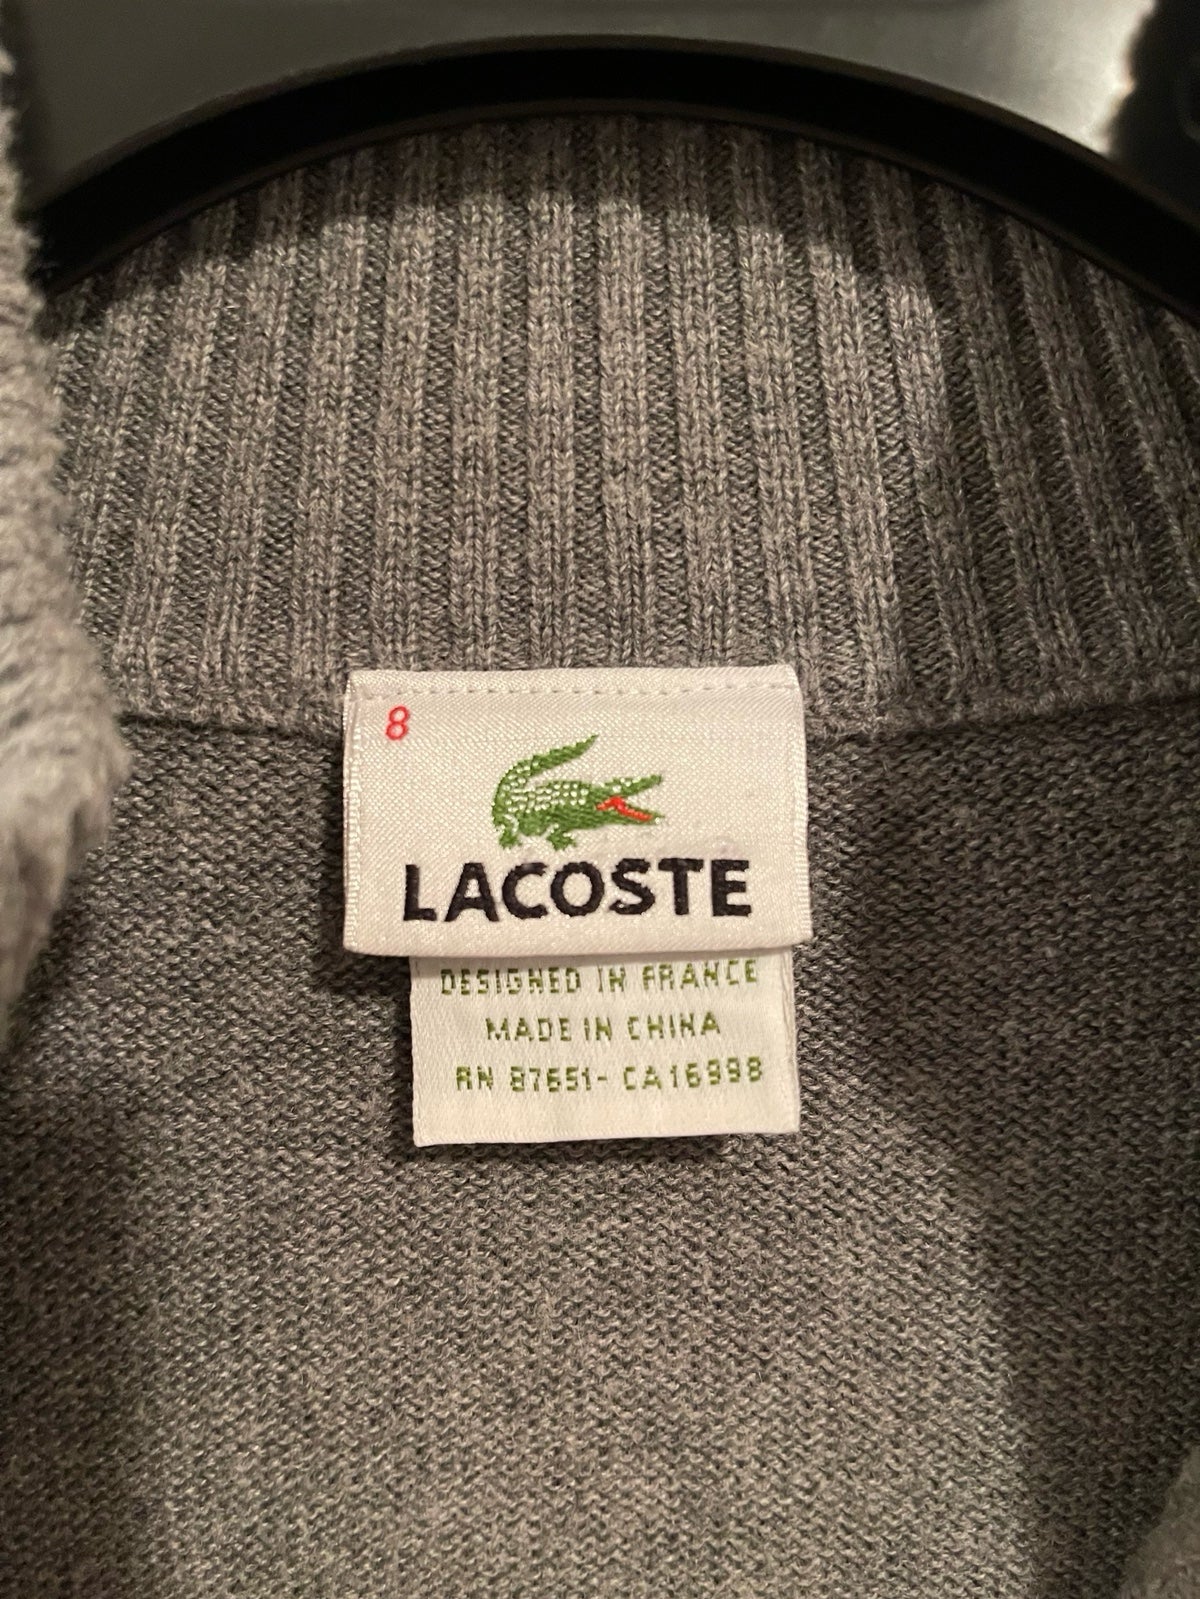 8
LACOSTE
DESIGNED IN FRANCE
MADE IN CHINA
RN 87651- CA16998